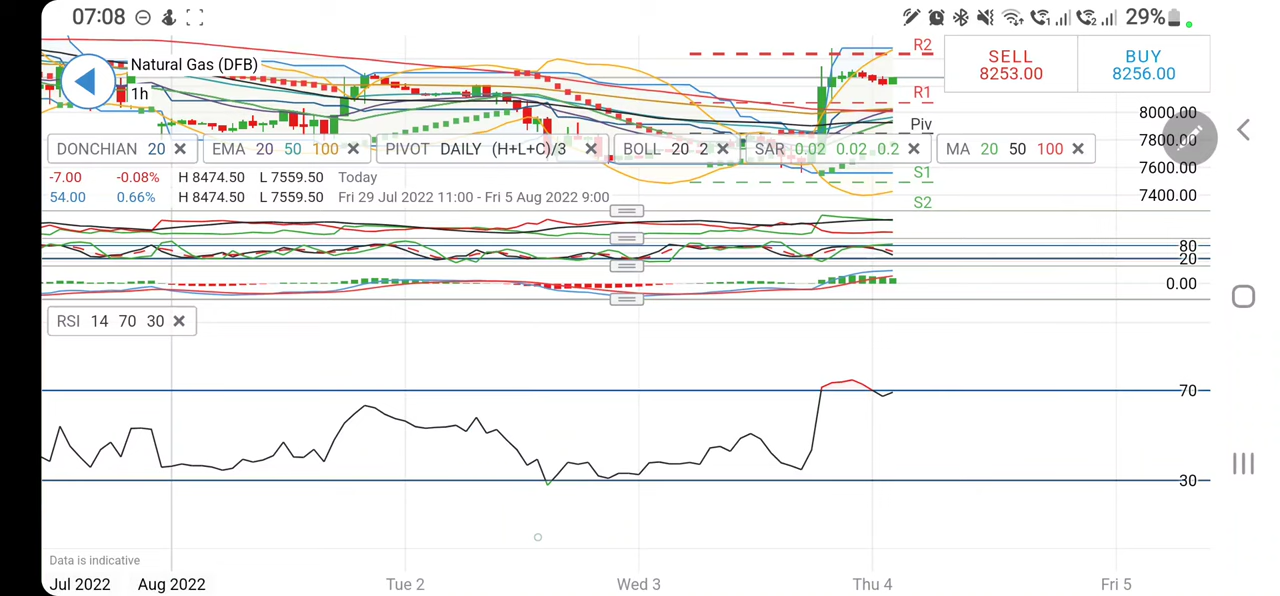 07:08
29%
Natural Gas (DFB)
1h
SELL
8253.00
BUY
8256.00
R2
R1
Piv
S1
S2
8000.00
7800.00
7600.00
7400.00
DONCHIAN 20
EMA 20 50 100
PIVOT DAILY (H+L+C)/3
BOLL 20 2
SAR 0.02 0.02 0.2
MA 20 50 100
-7.00 -0.08% H 8474.50 L 7559.50 Today
54.00 0.66% H 8474.50 L 7559.50 Fri 29 Jul 2022 11:00 - Fri 5 Aug 2022 9:00
80
20
0.00
RSI 14 70 30
70
30
Data is indicative
Jul 2022 Aug 2022 Tue 2 Wed 3 Thu 4 Fri 5